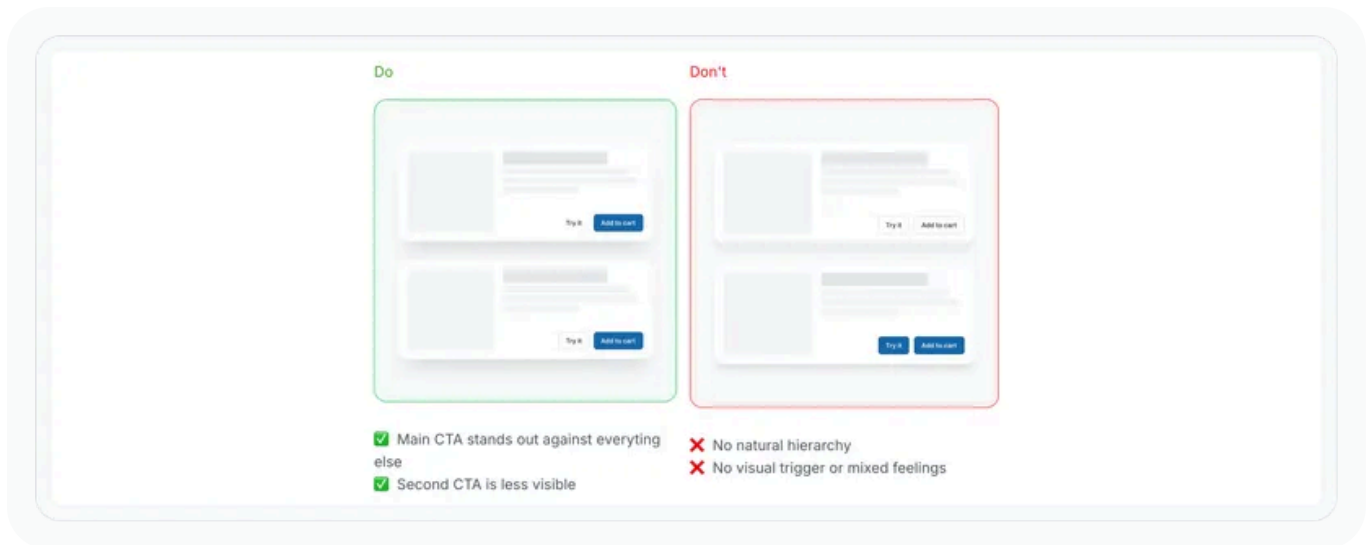 Do
Try it Add to cart
Try it Add to cart
✅ Main CTA stands out against everyting
else
✅ Second CTA is less visible
Don't
Try it Add to cart
Try it Add to cart
❌ No natural hierarchy
❌ No visual trigger or mixed feelings